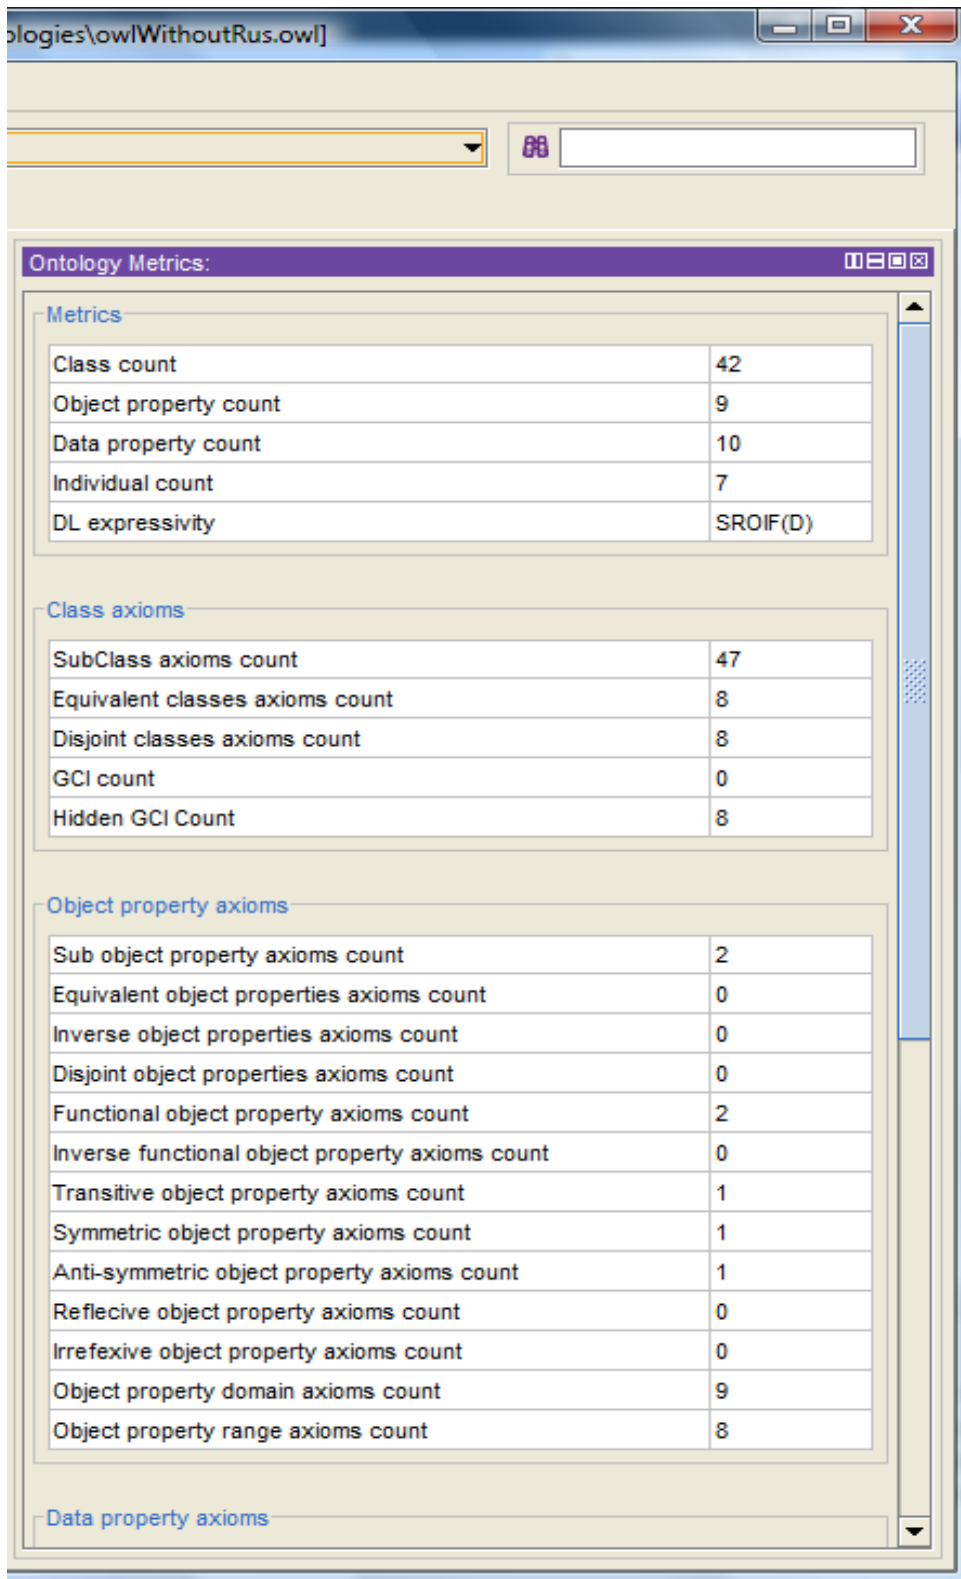 ologies\owlWithoutRus.owl]
Ontology Metrics:
Metrics
Class count 42
Object property count 9
Data property count 10
Individual count 7
DL expressivity SROIF(D)
Class axioms
SubClass axioms count 47
Equivalent classes axioms count 8
Disjoint classes axioms count 8
GCI count 0
Hidden GCI Count 8
Object property axioms
Sub object property axioms count 2
Equivalent object properties axioms count 0
Inverse object properties axioms count 0
Disjoint object properties axioms count 0
Functional object property axioms count 2
Inverse functional object property axioms count 0
Transitive object property axioms count 1
Symmetric object property axioms count 1
Anti-symmetric object property axioms count 1
Reflecive object property axioms count 0
Irrefexive object property axioms count 0
Object property domain axioms count 9
Object property range axioms count 8
Data property axioms